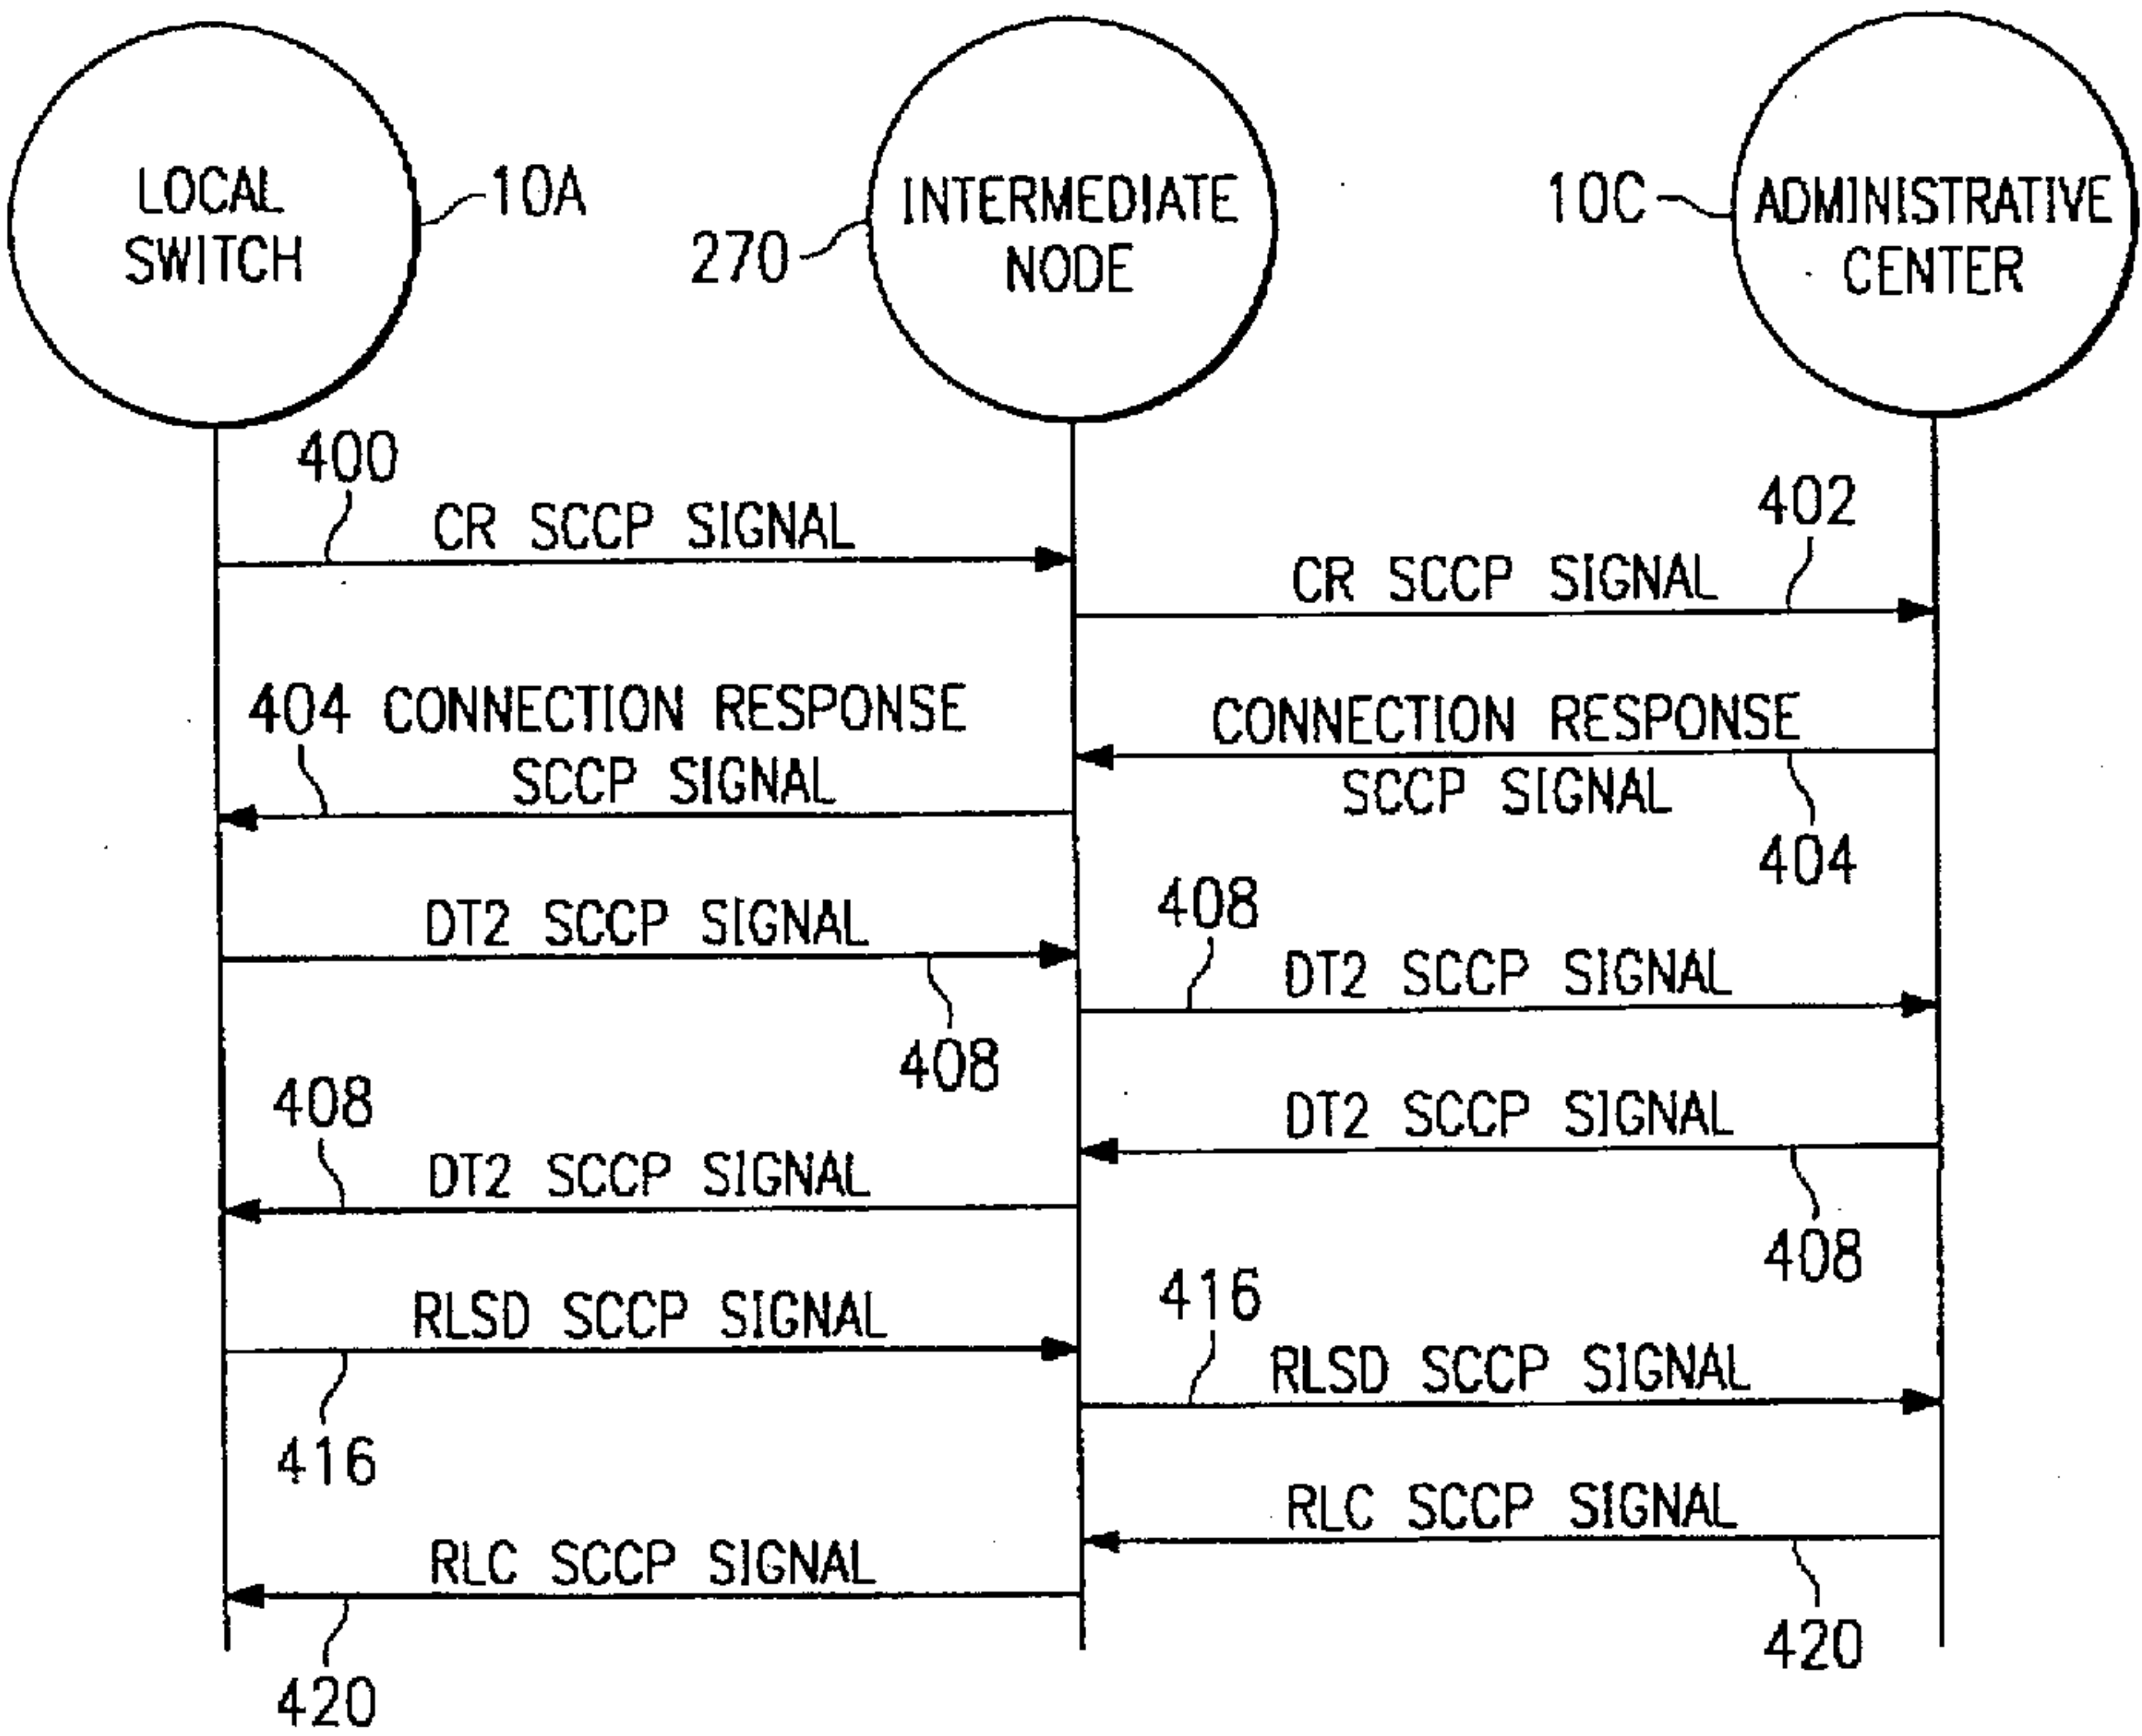 LOCAL
SWITCH
10A
INTERMEDIATE
NODE
270
10C
ADMINISTRATIVE
CENTER
400
CR SCCP SIGNAL
402
CR SCCP SIGNAL
404 CONNECTION RESPONSE
SCCP SIGNAL
CONNECTION RESPONSE
SCCP SIGNAL
404
DT2 SCCP SIGNAL
408
408
DT2 SCCP SIGNAL
DT2 SCCP SIGNAL
408
408
DT2 SCCP SIGNAL
RLSD SCCP SIGNAL
416
416
RLSD SCCP SIGNAL
RLC SCCP SIGNAL
420
RLC SCCP SIGNAL
420